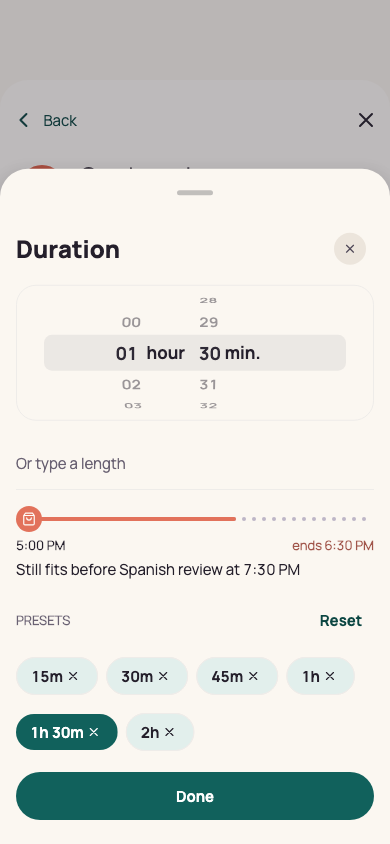 Back
Duration
28
00 29
01 hour 30 min.
02 31
03 32
Or type a length
5:00 PM ends 6:30 PM
Still fits before Spanish review at 7:30 PM
PRESETS Reset
15m 30m 45m 1h
1h 30m 2h
Done